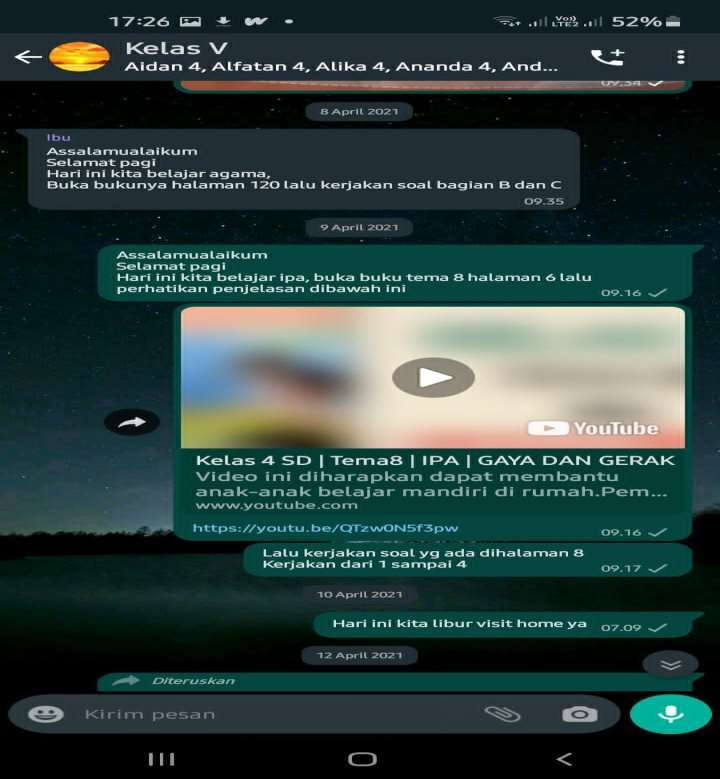 17:26
Vo))
LTE2
52%
Kelas V
Aidan 4, Alfatan 4, Alika 4, Ananda 4, And...
09.34
8 April 2021
Ibu
Assalamualaikum
Selamat pagi
Hari ini kita belajar agama,
Buka bukunya halaman 120 lalu kerjakan soal bagian B dan C
09.35
9 April 2021
Assalamualaikum
Selamat pagi
Hari ini kita belajar ipa, buka buku tema 8 halaman 6 lalu
perhatikan penjelasan dibawah ini
09.16
YouTube
Kelas 4 SD | Tema8 | IPA | GAYA DAN GERAK
Video ini diharapkan dapat membantu
anak-anak belajar mandiri di rumah.Pem...
www.youtube.com
https://youtu.be/QTzw0N5f3pw
09.16
Lalu kerjakan soal yg ada dihalaman 8
Kerjakan dari 1 sampai 4
09.17
10 April 2021
Hari ini kita libur visit home ya
07.09
12 April 2021
Diteruskan
Kirim pesan